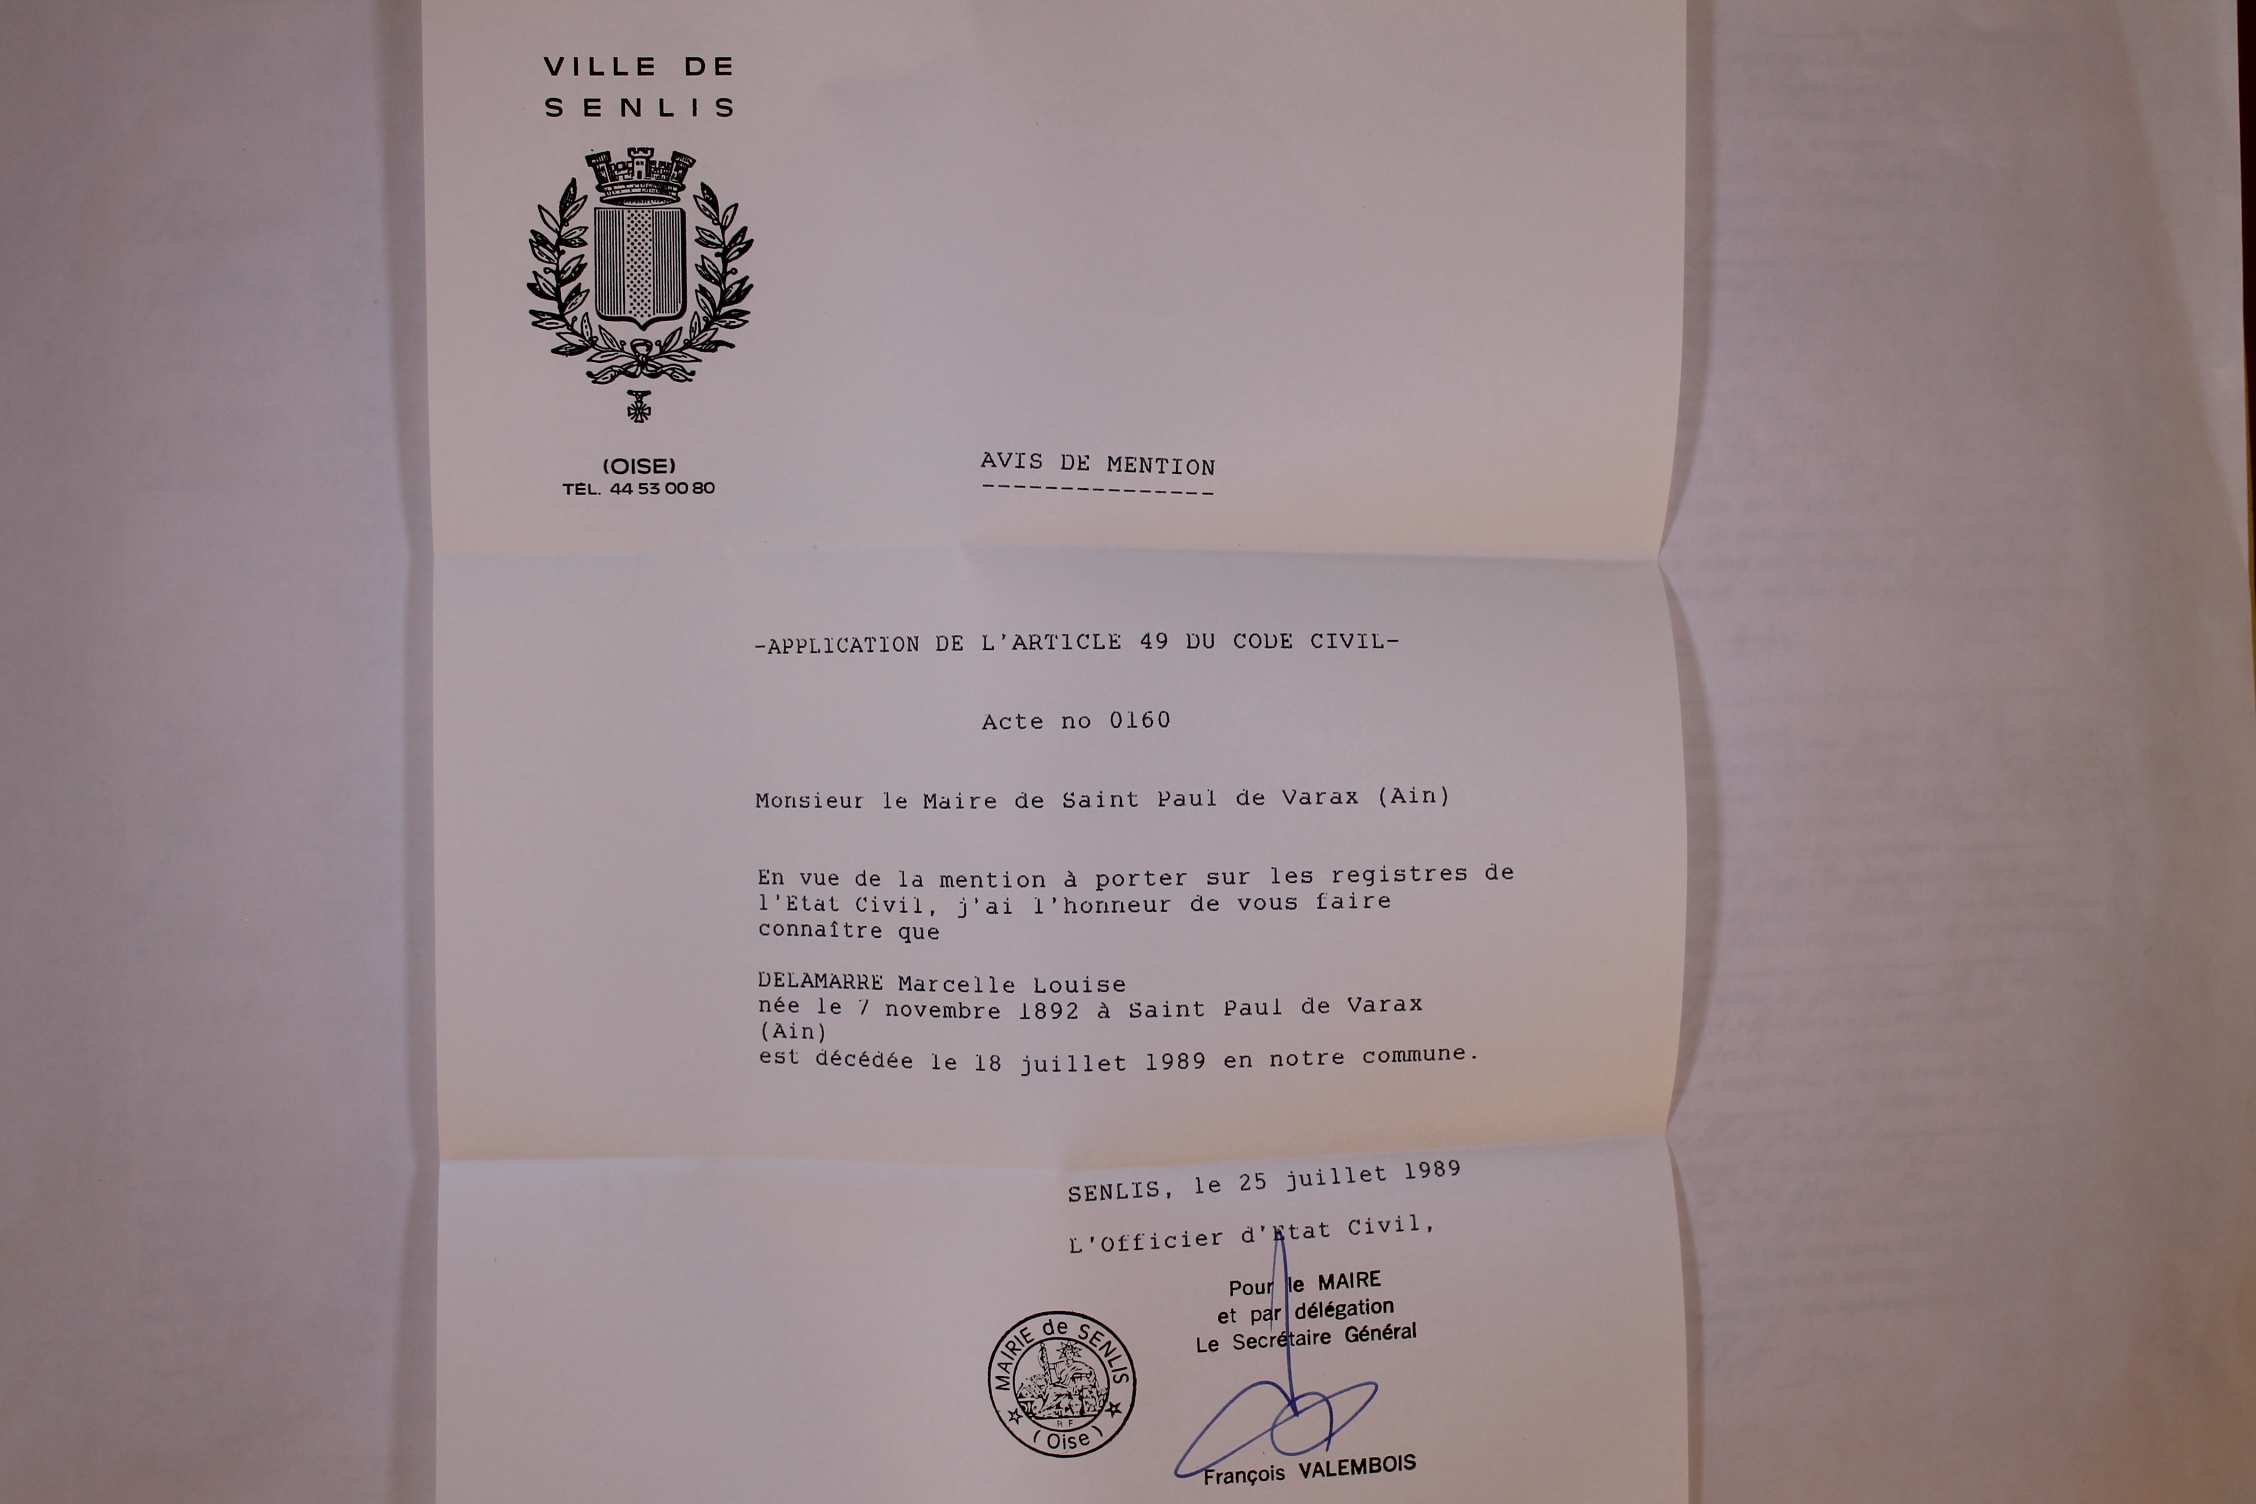 VILLE DE
SENLIS
(OISE)
TÉL. 44 53 00 80
AVIS DE MENTION
---------------
-APPLICATION DE L'ARTICLE 49 DU CODE CIVIL-
Acte no 0160
Monsieur le Maire de Saint Paul de Varax (Ain)
En vue de la mention à porter sur les registres de
l'Etat Civil, j'ai l'honneur de vous faire
connaître que
DELAMARRE Marcelle Louise
née le 7 novembre 1892 à Saint Paul de Varax
(Ain)
est décédée le 18 juillet 1989 en notre commune.
SENLIS, le 25 juillet 1989
L'Officier d'Etat Civil,
Pour le MAIRE
et par délégation
Le Secrétaire Général
MAIRIE de SENLIS
RF
(Oise)
François VALEMBOIS